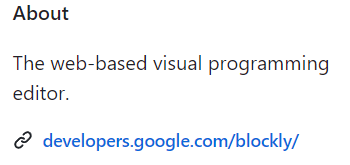 About
The web-based visual programming
editor.
developers.google.com/blockly/